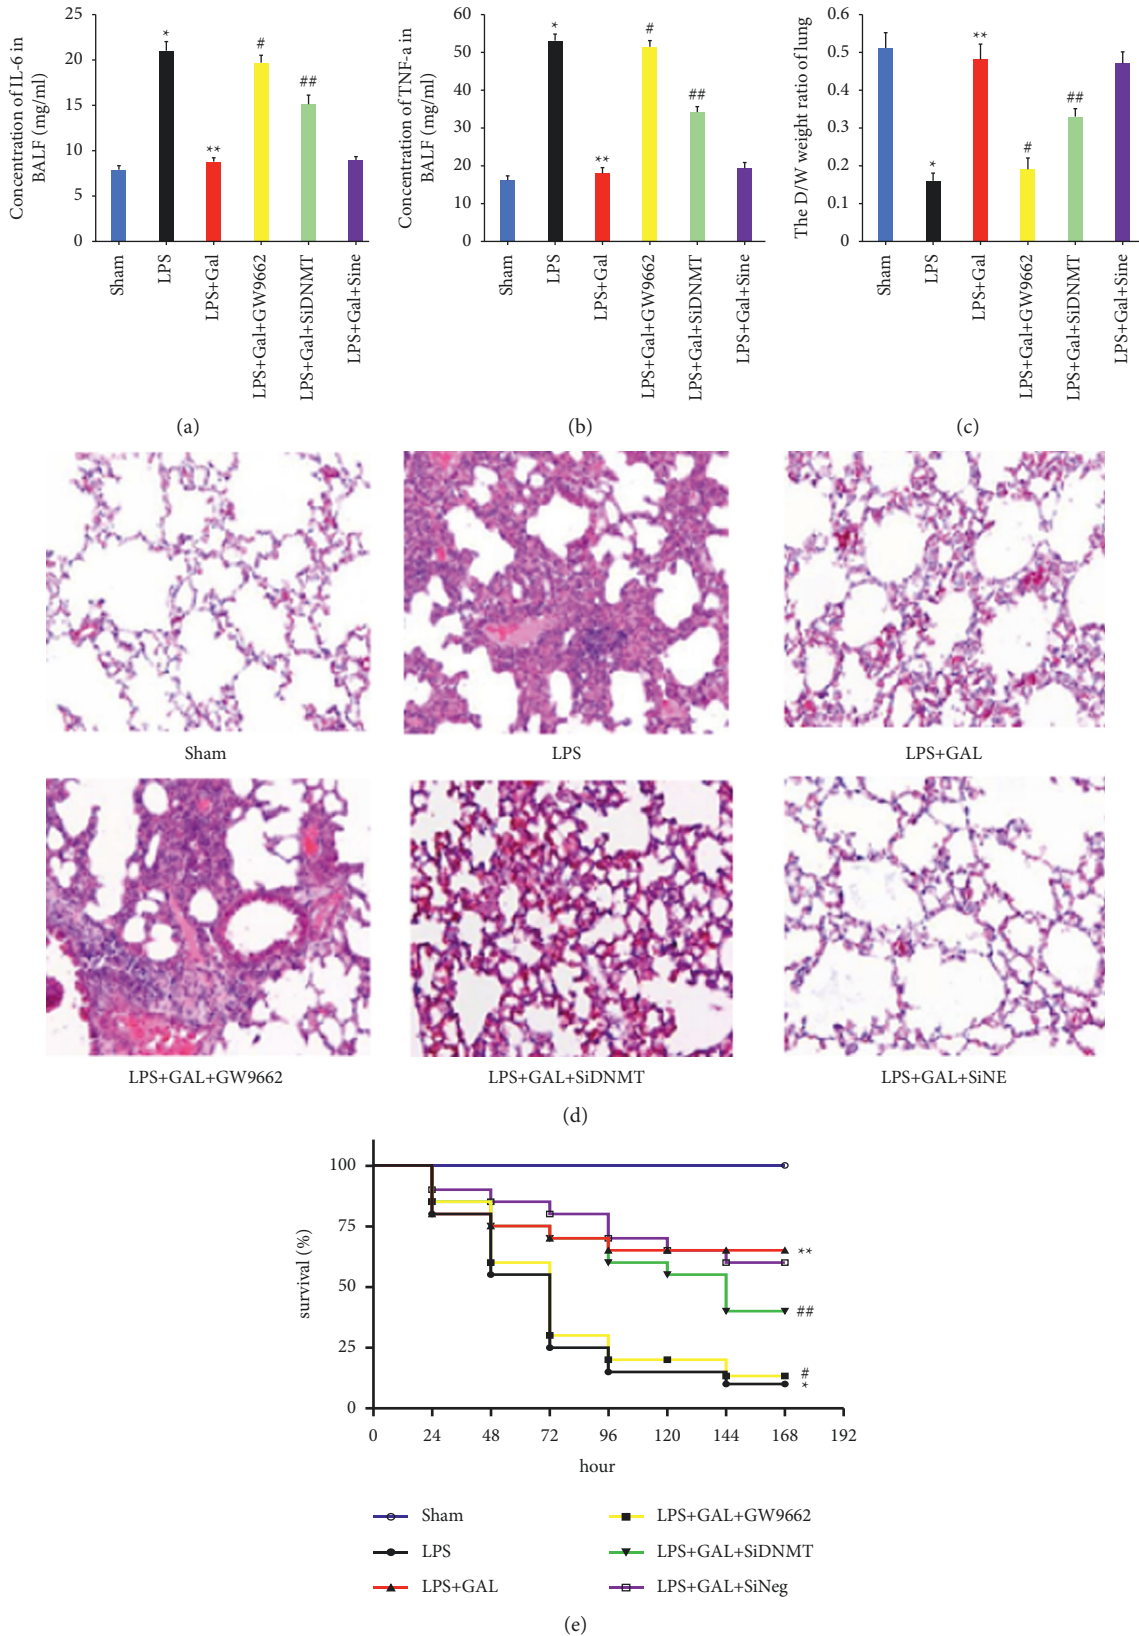 Concentration of IL-6 in
BALF (mg/ml)
25
20
15
10
5
0
*
**
#
##
Sham
LPS
LPS+Gal
LPS+Gal+GW9662
LPS+Gal+SiDNMT
LPS+Gal+Sine
(a)
Concentration of TNF-a in
BALF (mg/ml)
60
50
40
30
20
10
0
*
**
#
##
Sham
LPS
LPS+Gal
LPS+Gal+GW9662
LPS+Gal+SiDNMT
LPS+Gal+Sine
(b)
The D/W weight ratio of lung
0.6
0.5
0.4
0.3
0.2
0.1
0
*
**
#
##
Sham
LPS
LPS+Gal
LPS+Gal+GW9662
LPS+Gal+SiDNMT
LPS+Gal+Sine
(c)
Sham
LPS
LPS+GAL
LPS+GAL+GW9662
LPS+GAL+SiDNMT
LPS+GAL+SiNE
(d)
survival (%)
100
75
50
25
0
**
##
#
*
0 24 48 72 96 120 144 168 192
hour
Sham
LPS
LPS+GAL
LPS+GAL+GW9662
LPS+GAL+SiDNMT
LPS+GAL+SiNeg
(e)